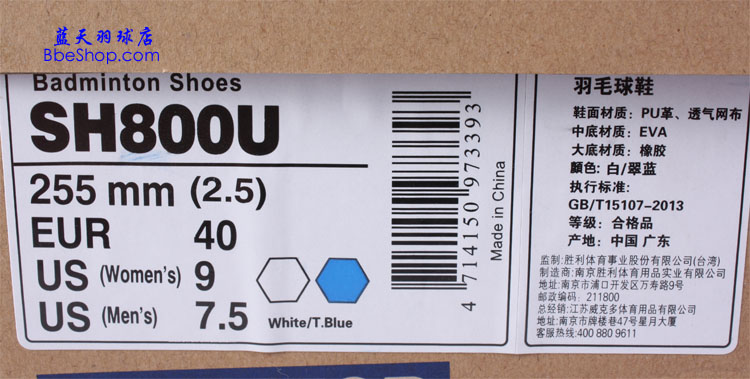 蓝天羽球店
BbeShop.com
Badminton Shoes
SH800U
255 mm (2.5)
EUR 40
US (Women's) 9
US (Men's) 7.5
White/T.Blue
4 714150 973393
Made in China
羽毛球鞋
鞋面材质：PU革、透气网布
中底材质：EVA
大底材质：橡胶
顏色：白/翠蓝
执行标准：
GB/T15107-2013
等级：合格品
产地：中国 广东
监制：胜利体育事业股份有限公司(台湾)
制造商：南京胜利体育用品实业有限公司
地址：南京市浦口开发区万寿路9号
邮政编码：211800
总经销：江苏威克多体育用品有限公司
地址：南京市牌楼巷47号星月大厦
客服热线：400 880 9611